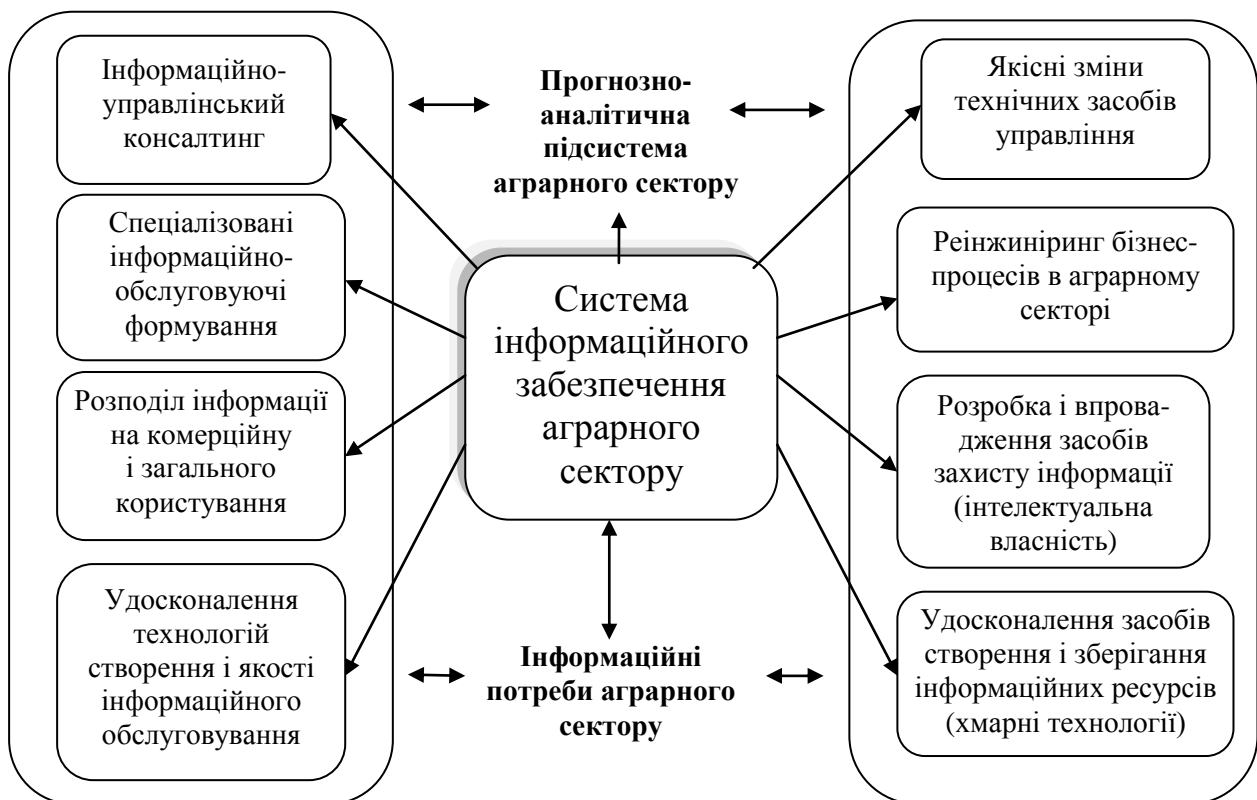 Інформаційно-
управлінський
консалтинг
Спеціалізовані
інформаційно-
обслуговуючі
формування
Розподіл інформації
на комерційну
і загального
користування
Удосконалення
технологій
створення і якості
інформаційного
обслуговування
Прогнозно-
аналітична
підсистема
аграрного сектору
Система
інформаційного
забезпечення
аграрного
сектору
Інформаційні
потреби аграрного
сектору
Якісні зміни
технічних засобів
управління
Реінжиніринг бізнес-
процесів в аграрному
секторі
Розробка і впрова-
дження засобів
захисту інформації
(інтелектуальна
власність)
Удосконалення засобів
створення і зберігання
інформаційних ресурсів
(хмарні технології)